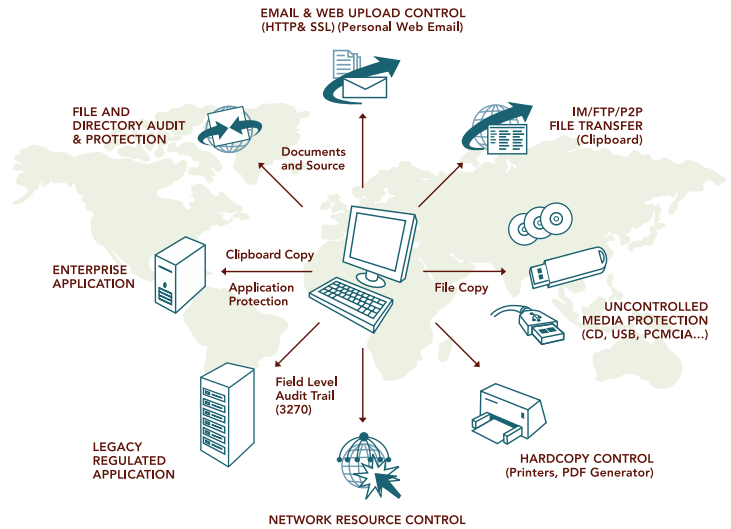 EMAIL & WEB UPLOAD CONTROL
(HTTP& SSL) (Personal Web Email)
FILE AND
DIRECTORY AUDIT
& PROTECTION
IM/FTP/P2P
FILE TRANSFER
(Clipboard)
Documents
and Source
ENTERPRISE
APPLICATION
Clipboard Copy
Application
Protection
File Copy
UNCONTROLLED
MEDIA PROTECTION
(CD, USB, PCMCIA...)
Field Level
Audit Trail
(3270)
LEGACY
REGULATED
APPLICATION
HARDCOPY CONTROL
(Printers, PDF Generator)
NETWORK RESOURCE CONTROL